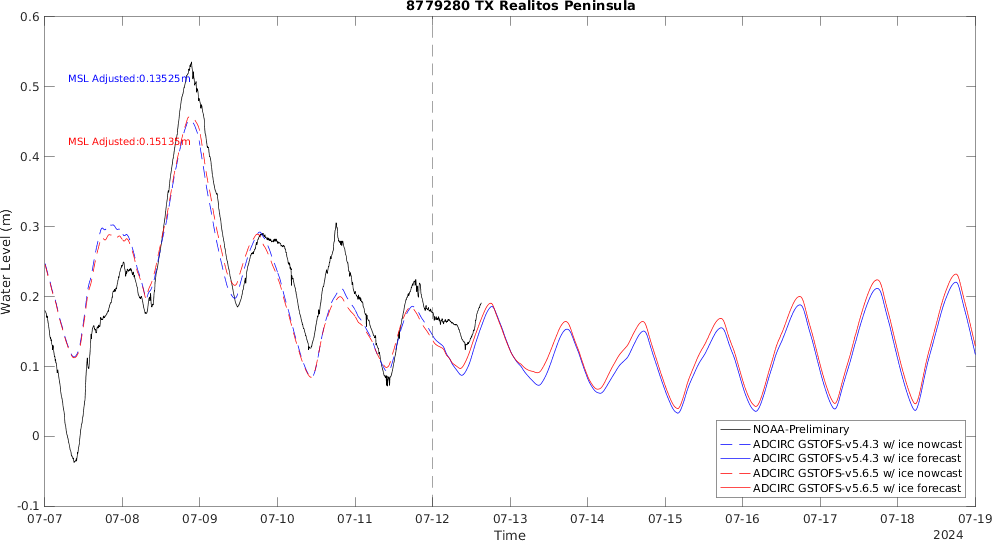 8779280 TX Realitos Peninsula
0.6
0.5
0.4
0.3
0.2
0.1
0
-0.1
Water Level (m)
MSL Adjusted:0.13525m
MSL Adjusted:0.15135m
NOAA-Preliminary
ADCIRC GSTOFS-v5.4.3 w/ ice nowcast
ADCIRC GSTOFS-v5.4.3 w/ ice forecast
ADCIRC GSTOFS-v5.6.5 w/ ice nowcast
ADCIRC GSTOFS-v5.6.5 w/ ice forecast
07-07 07-08 07-09 07-10 07-11 07-12 07-13 07-14 07-15 07-16 07-17 07-18 07-19
Time
2024